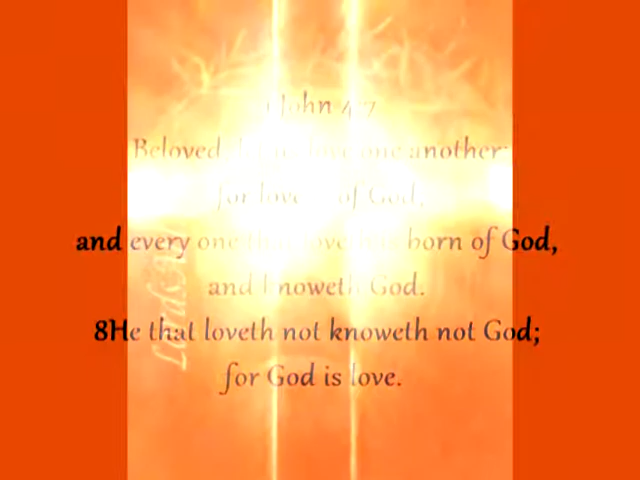 John 4:7
Beloved, let us love one another:
for love is of God,
and every one that loveth is born of God,
and knoweth God.
8He that loveth not knoweth not God;
for God is love.